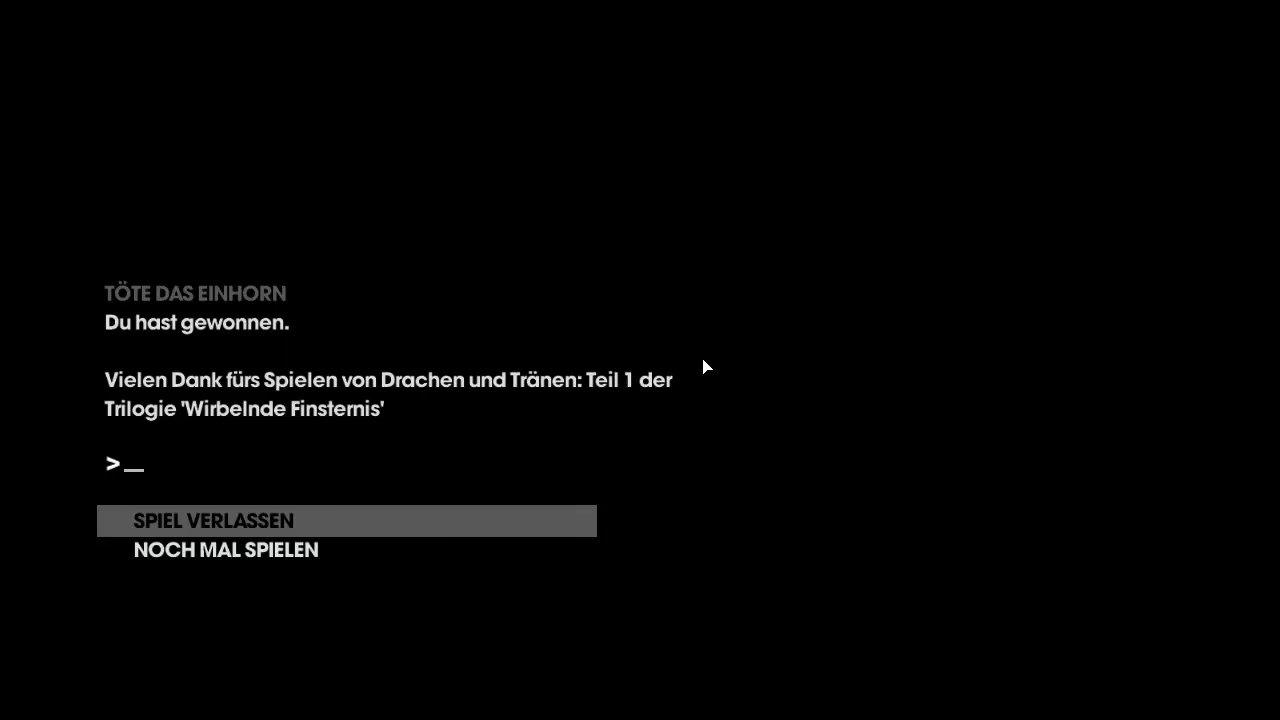 TÖTE DAS EINHORN
Du hast gewonnen.
Vielen Dank fürs Spielen von Drachen und Tränen: Teil 1 der
Trilogie 'Wirbelnde Finsternis'
>_
SPIEL VERLASSEN
NOCH MAL SPIELEN